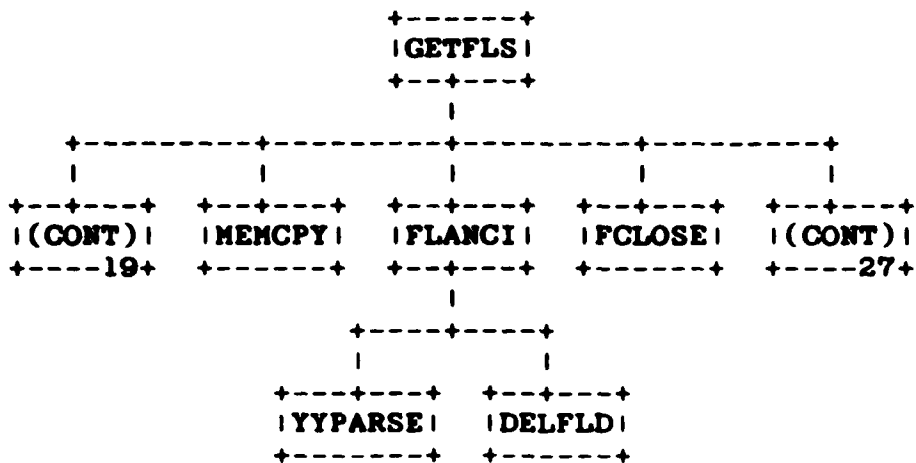 GETFLS
(CONT) MEMCPY FLANCI FCLOSE (CONT)
19 27
YYPARSE DELFLD